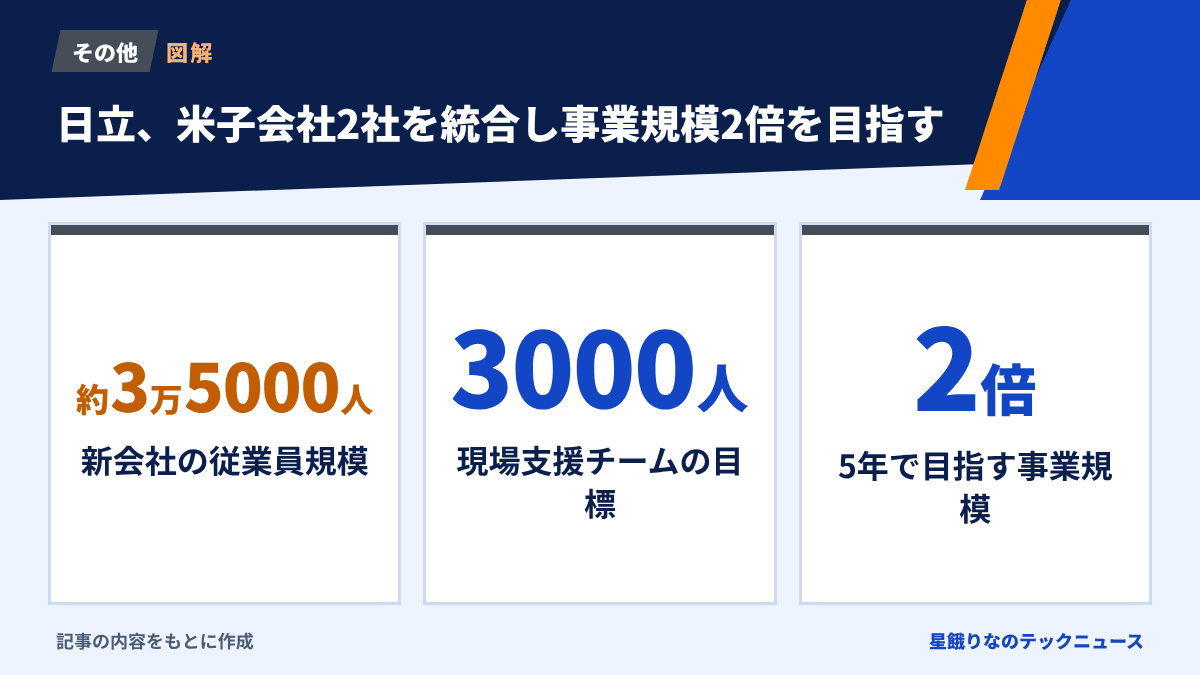 その他 図解
日立、米子会社2社を統合し事業規模2倍を目指す
約3万5000人
新会社の従業員規模
3000人
現場支援チームの目
標
2倍
5年で目指す事業規
模
記事の内容をもとに作成
星餓りなのテックニュース